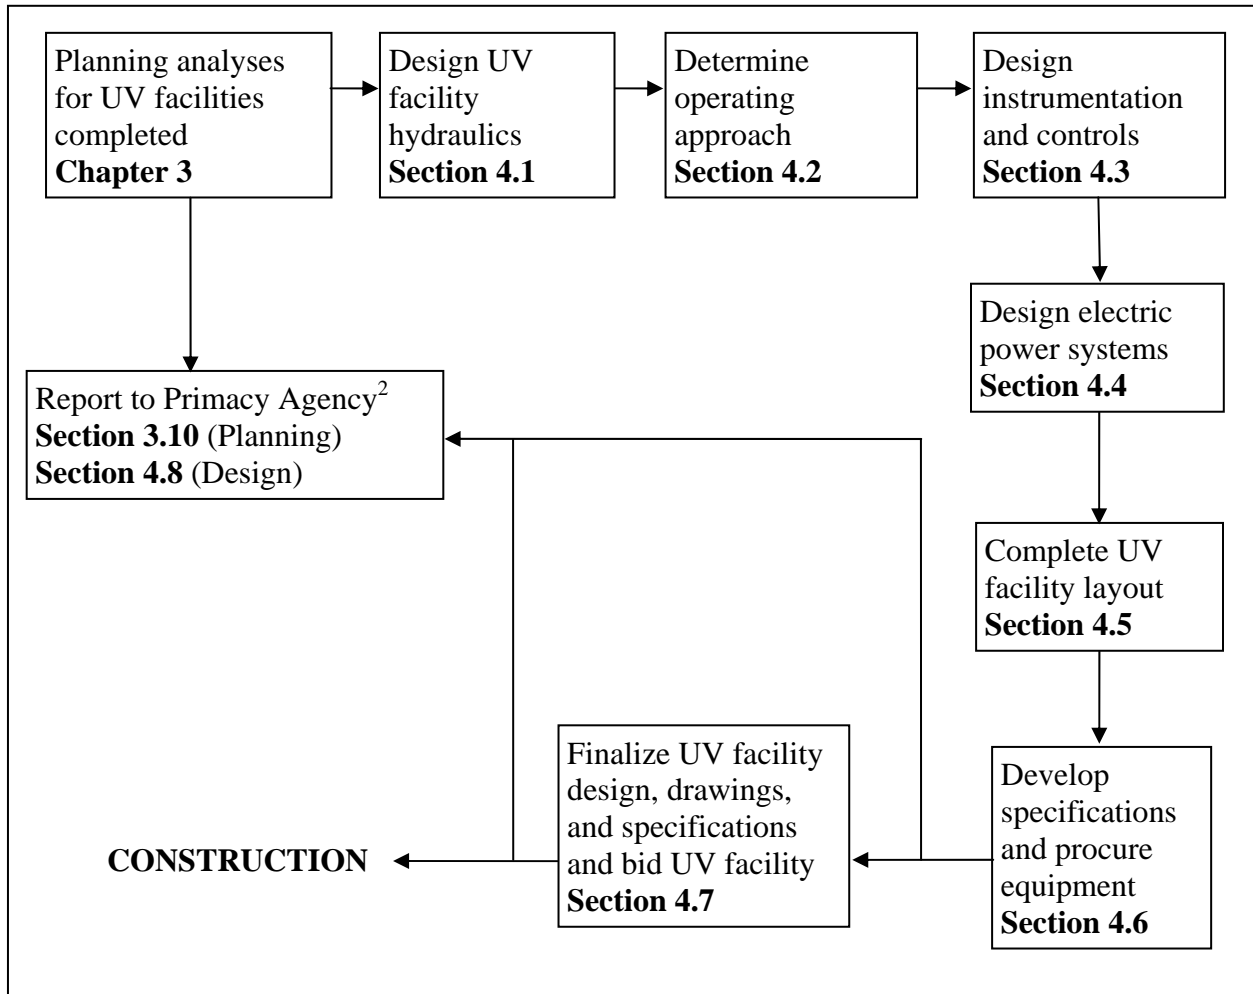 Planning analyses
for UV facilities
completed
Chapter 3
Design UV
facility
hydraulics
Section 4.1
Determine
operating
approach
Section 4.2
Design
instrumentation
and controls
Section 4.3
Design electric
power systems
Section 4.4
Report to Primacy Agency²
Section 3.10 (Planning)
Section 4.8 (Design)
Complete UV
facility layout
Section 4.5
Develop
specifications
and procure
equipment
Section 4.6
Finalize UV facility
design, drawings,
and specifications
and bid UV facility
Section 4.7
CONSTRUCTION